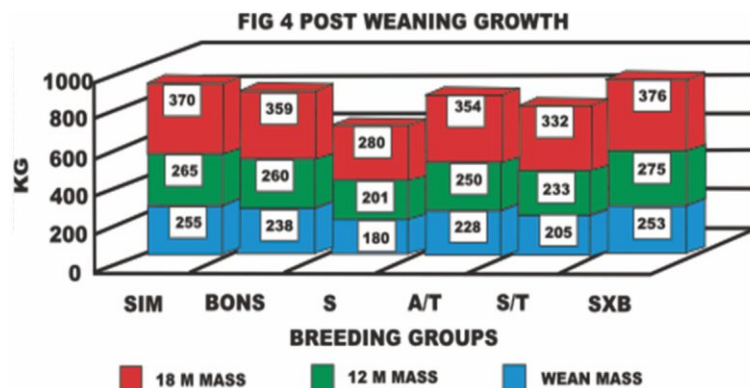 FIG 4 POST WEANING GROWTH
1000
800
600
400
200
0
KG
370 359 280 354 332 376
265 260 201 250 233 275
255 238 180 228 205 253
SIM BONS S A/T S/T SXB
BREEDING GROUPS
18 M MASS 12 M MASS WEAN MASS